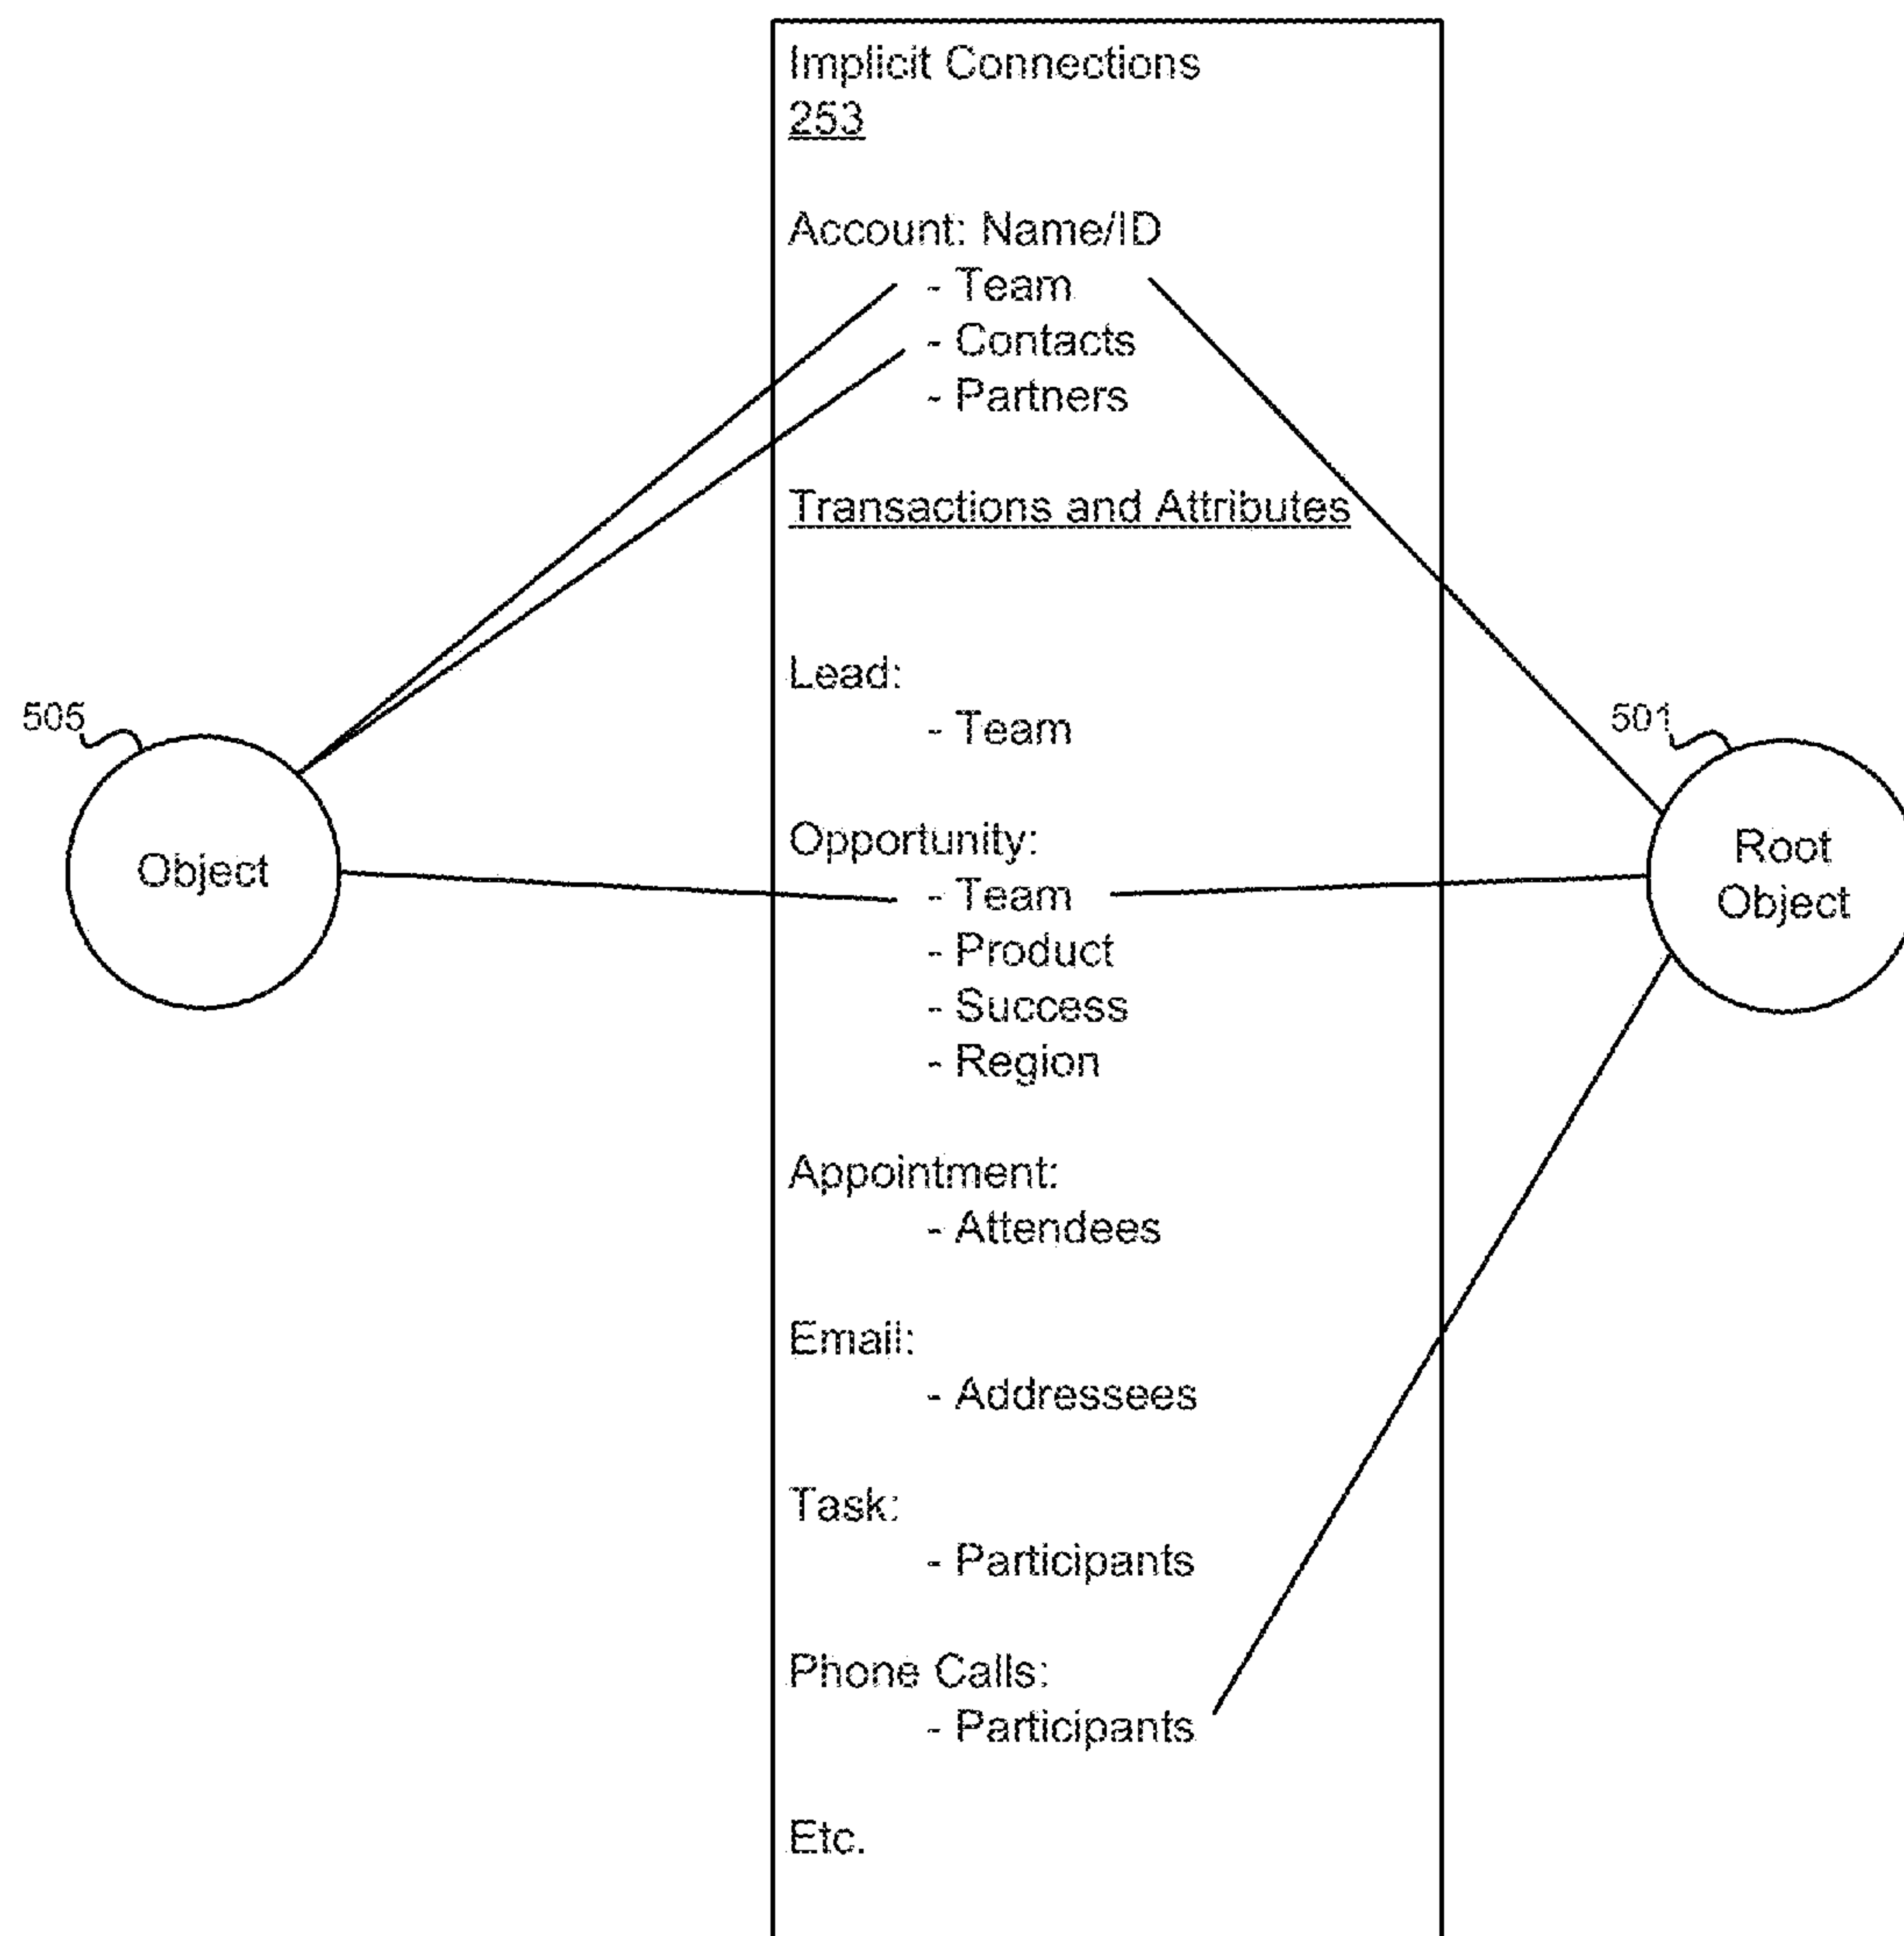 Implicit Connections
253
Account: Name/ID
- Team
- Contacts
- Partners
Transactions and Attributes
Lead:
- Team
505
501
Opportunity:
Object
- Team
Root
Object
- Product
- Success
- Region
Appointment:
- Attendees
Email:
- Addressees
Task:
- Participants
Phone Calls:
- Participants
Etc.